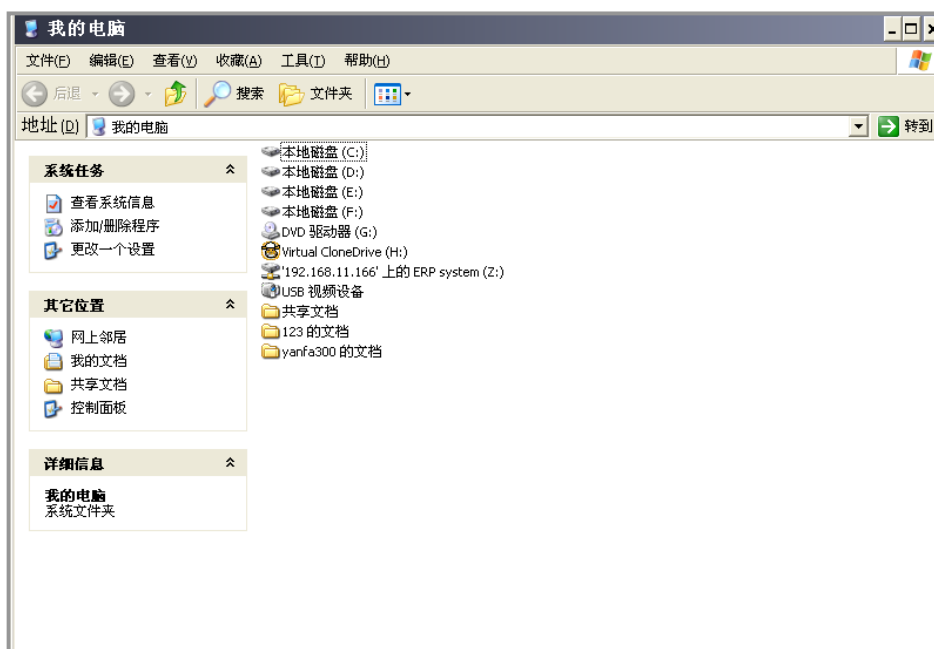 我的电脑
文件(F) 编辑(E) 查看(V) 收藏(A) 工具(T) 帮助(H)
后退 搜索 文件夹
地址(D) 我的电脑 转到
系统任务
查看系统信息
添加/删除程序
更改一个设置
其它位置
网上邻居
我的文档
共享文档
控制面板
详细信息
我的电脑
系统文件夹
本地磁盘 (C:)
本地磁盘 (D:)
本地磁盘 (E:)
本地磁盘 (F:)
DVD 驱动器 (G:)
Virtual CloneDrive (H:)
'192.168.11.166' 上的 ERP system (Z:)
USB 视频设备
共享文档
123 的文档
yanfa300 的文档